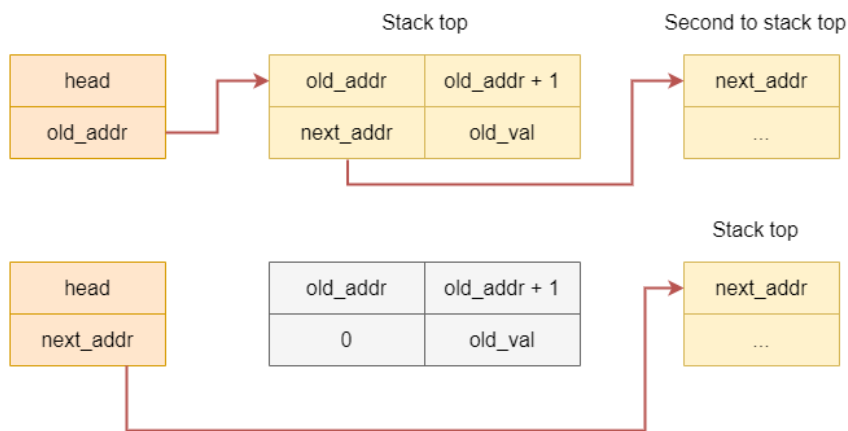 Stack top Second to stack top
head old_addr old_addr + 1 next_addr
old_addr next_addr old_val ...
Stack top
head old_addr old_addr + 1 next_addr
next_addr 0 old_val ...